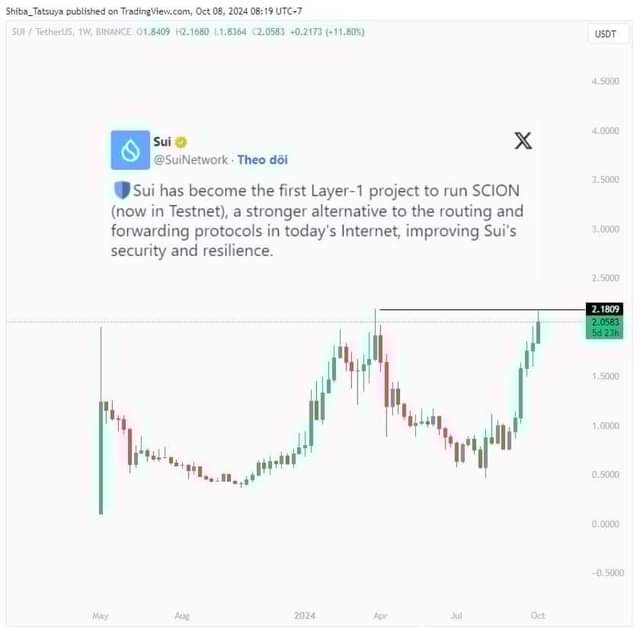 Shiba_Tatsuya published on TradingView.com, Oct 08, 2024 08:19 UTC+7
SUI / TetherUS, 1W, BINANCE O1.8409 H2.1680 L1.8364 C2.0583 +0.2173 (+11.80%)
USDT
4.5000
4.0000
Sui
@SuiNetwork · Theo dõi
X
Sui has become the first Layer-1 project to run SCION
(now in Testnet), a stronger alternative to the routing and
forwarding protocols in today's Internet, improving Sui's
security and resilience.
3.5000
3.0000
2.5000
2.1809
2.0583
5d 23h
1.5000
1.0000
0.5000
0.0000
-0.5000
May Aug 2024 Apr Jul Oct